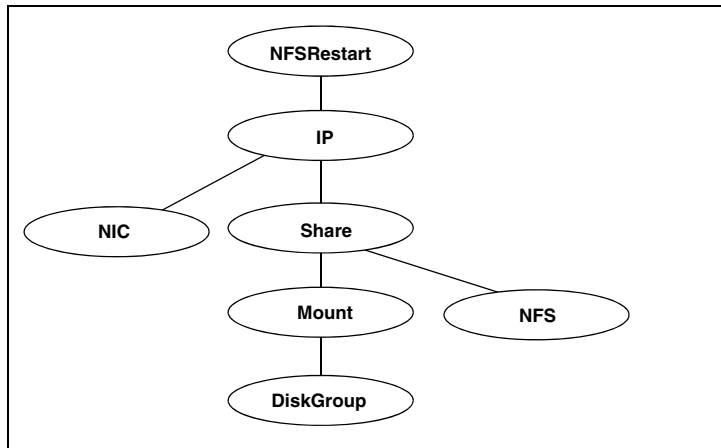 NFSRestart
IP
NIC
Share
Mount
NFS
DiskGroup